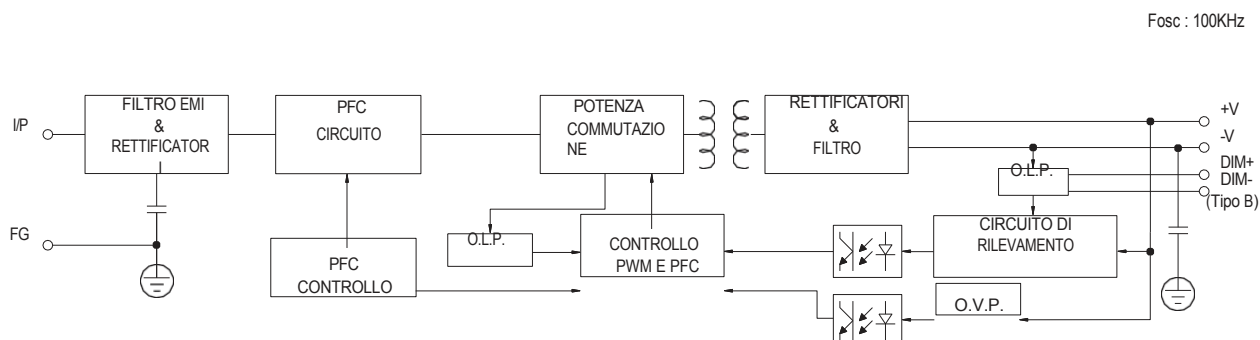 Fosc : 100KHz
I/P
FILTRO EMI
&
RETTIFICATOR
PFC
CIRCUITO
POTENZA
COMMUTAZIO
NE
RETTIFICATORI
&
FILTRO
+V
-V
DIM+
DIM-
(Tipo B)
O.L.P.
FG
PFC
CONTROLLO
O.L.P.
CONTROLLO
PWM E PFC
CIRCUITO DI
RILEVAMENTO
O.V.P.